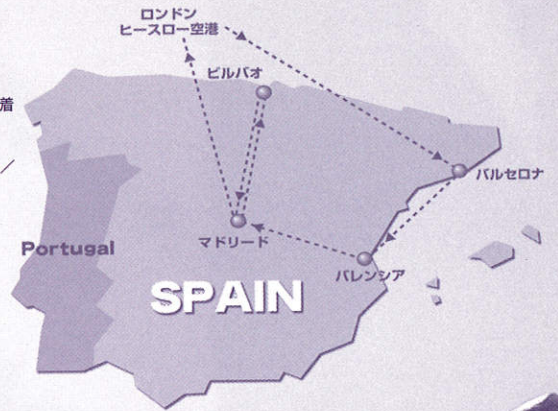 ロンドン
ヒースロー空港
ビルバオ
着
バルセロナ
マドリード
Portugal
バレンシア
SPAIN